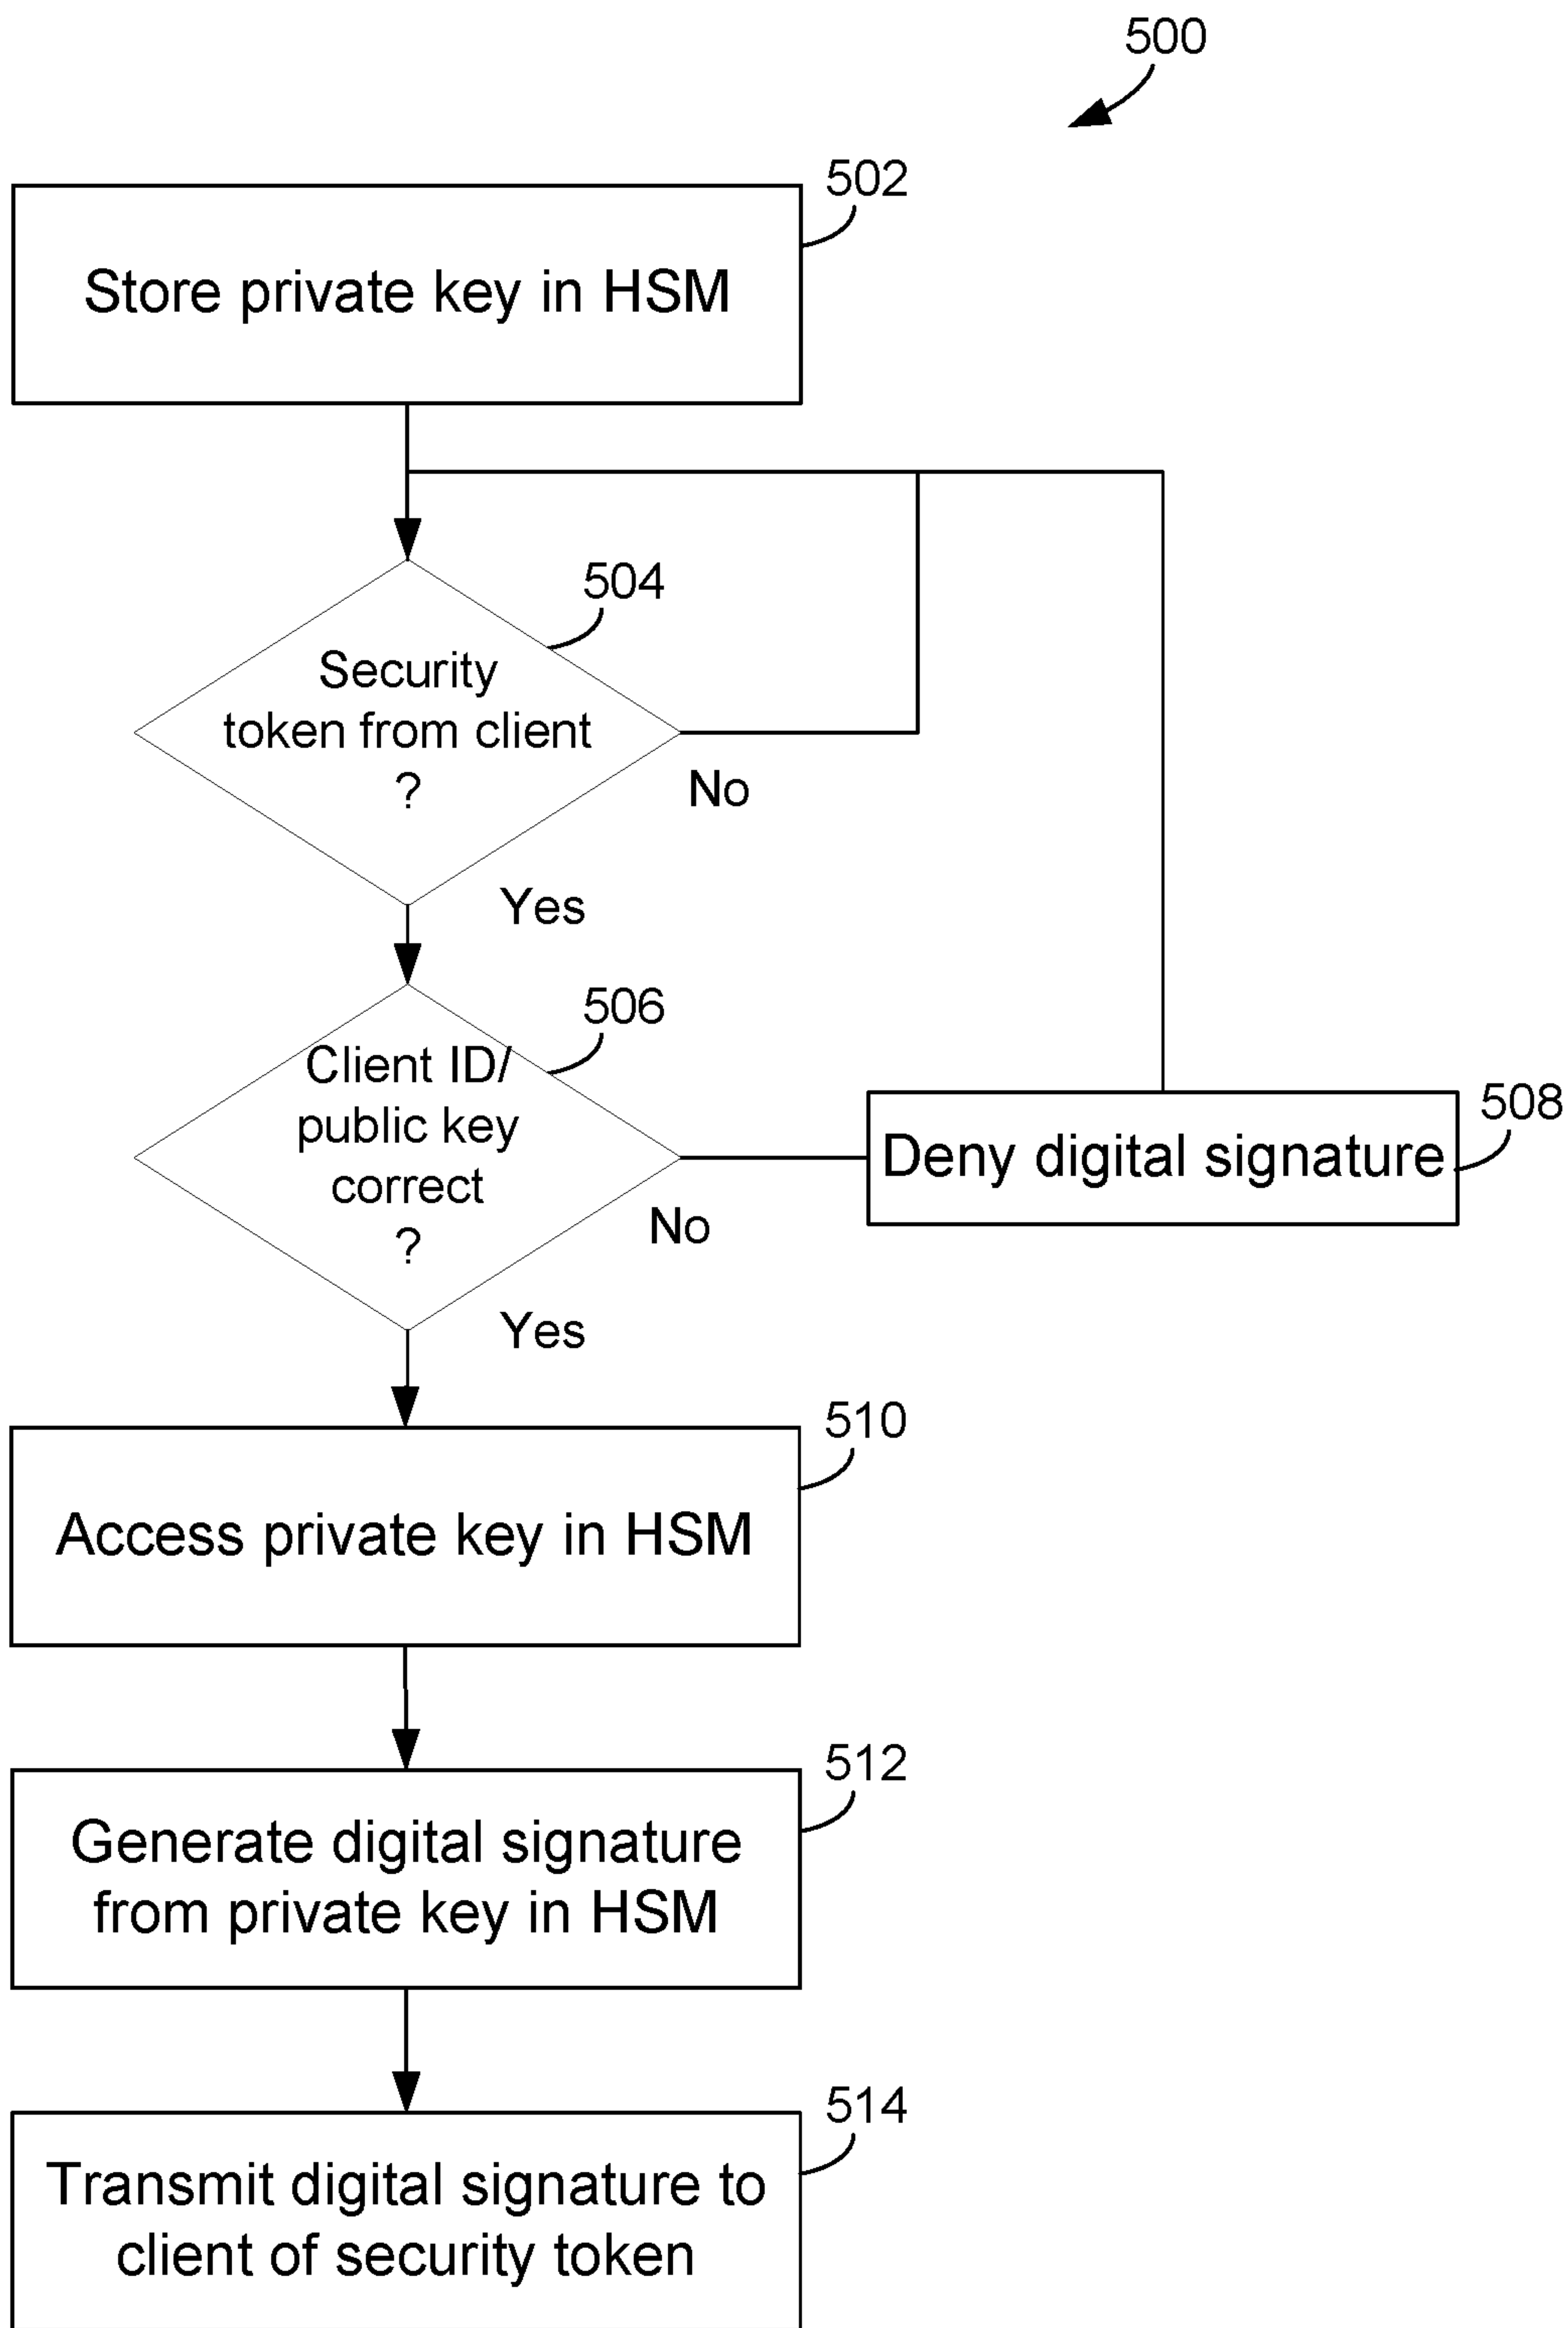 500
502
Store private key in HSM
504
Security
token from client
?
No
Yes
506
Client ID/
public key
correct
?
No
508
Deny digital signature
Yes
510
Access private key in HSM
512
Generate digital signature
from private key in HSM
514
Transmit digital signature to
client of security token